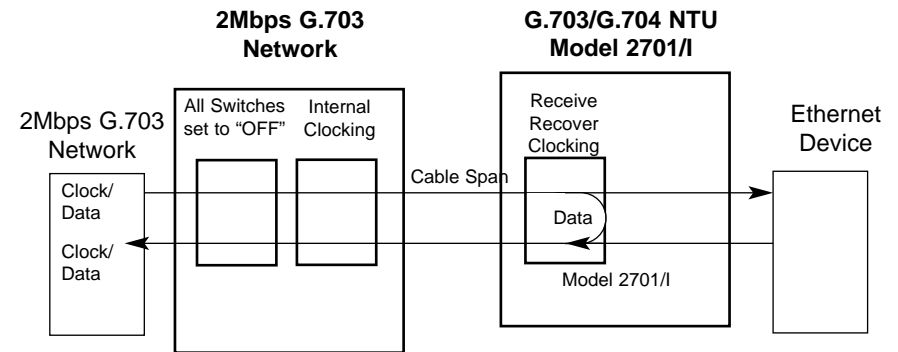 2Mbps G.703
Network
G.703/G.704 NTU
Model 2701/I
2Mbps G.703
Network
All Switches
set to “OFF”
Internal
Clocking
Receive
Recover
Clocking
Ethernet
Device
Cable Span
Clock/
Data
Clock/
Data
Data
Model 2701/I